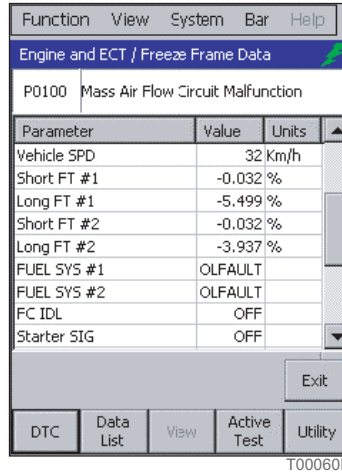 Function View System Bar Help
Engine and ECT / Freeze Frame Data
P0100 Mass Air Flow Circuit Malfunction
Parameter Value Units
Vehicle SPD 32 Km/h
Short FT #1 -0.032 %
Long FT #1 -5.499 %
Short FT #2 -0.032 %
Long FT #2 -3.937 %
FUEL SYS #1 OLFAULT
FUEL SYS #2 OLFAULT
FC IDL OFF
Starter SIG OFF
Exit
DTC Data List View Active Test Utility